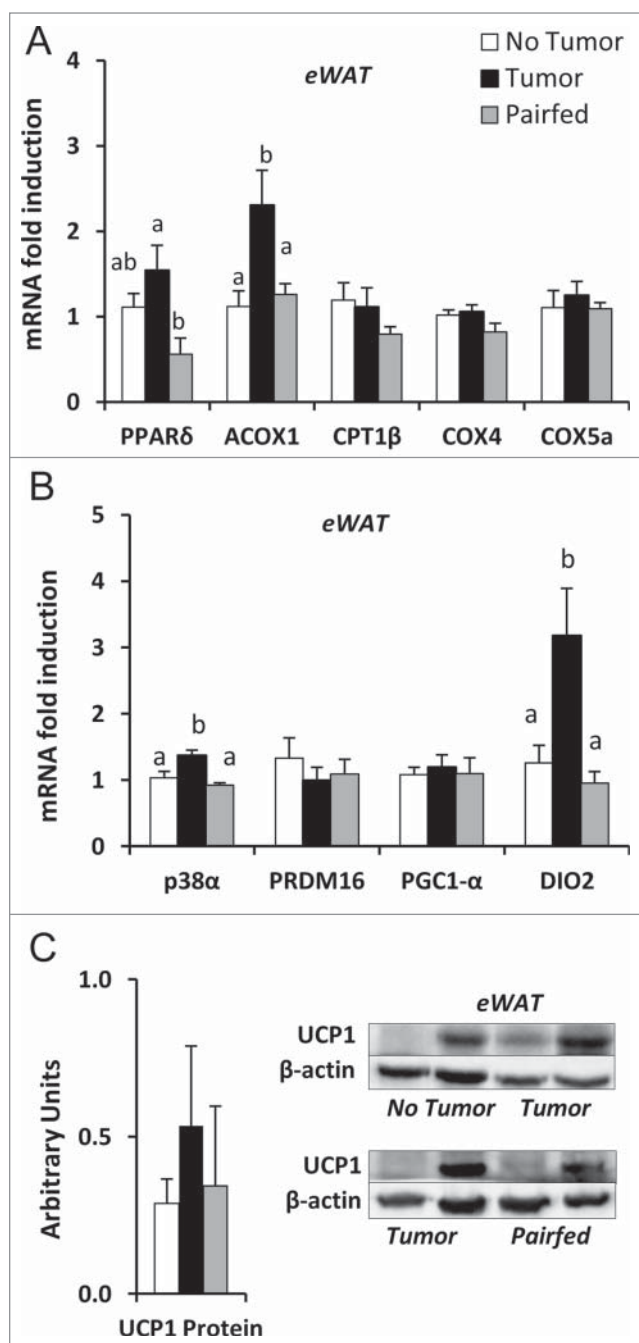 A
eWAT
No Tumor
Tumor
Pairfed
mRNA fold induction
4
3
2
1
0
ab
a
b
a
b
a
PPARδ ACOX1 CPT1β COX4 COX5a
B
eWAT
mRNA fold induction
5
4
3
2
1
0
a
b
a
a
b
a
p38α PRDM16 PGC1-α DIO2
C
Arbitrary Units
1.0
0.5
0.0
UCP1 Protein
eWAT
UCP1
β-actin
No Tumor Tumor
UCP1
β-actin
Tumor Pairfed